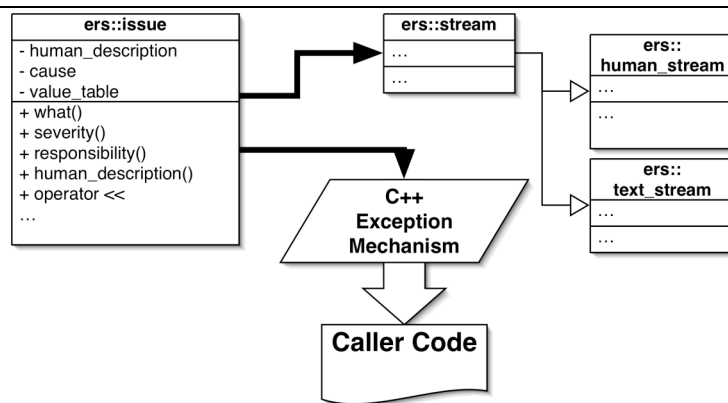 ers::issue
- human_description
- cause
- value_table
+ what()
+ severity()
+ responsibility()
+ human_description()
+ operator <<
...
ers::stream
...
...
ers::
human_stream
...
...
ers::
text_stream
...
...
C++
Exception
Mechanism
Caller Code